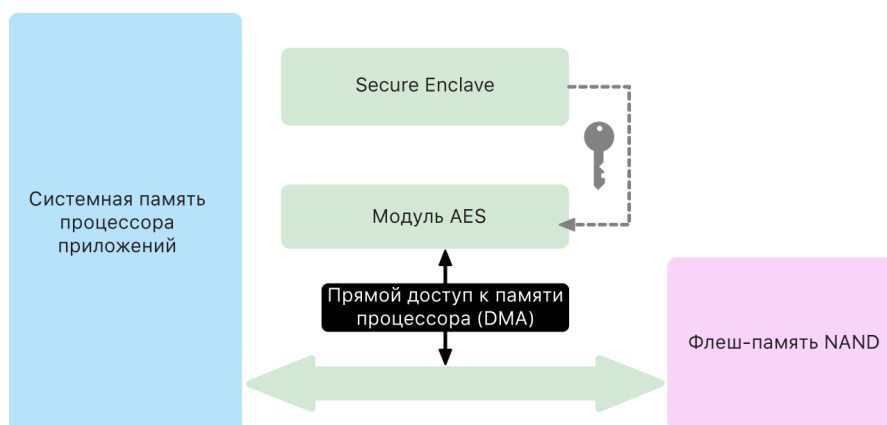 Secure Enclave
Системная память
процессора
приложений
Модуль AES
Прямой доступ к памяти
процессора (DMA)
Флеш-память NAND